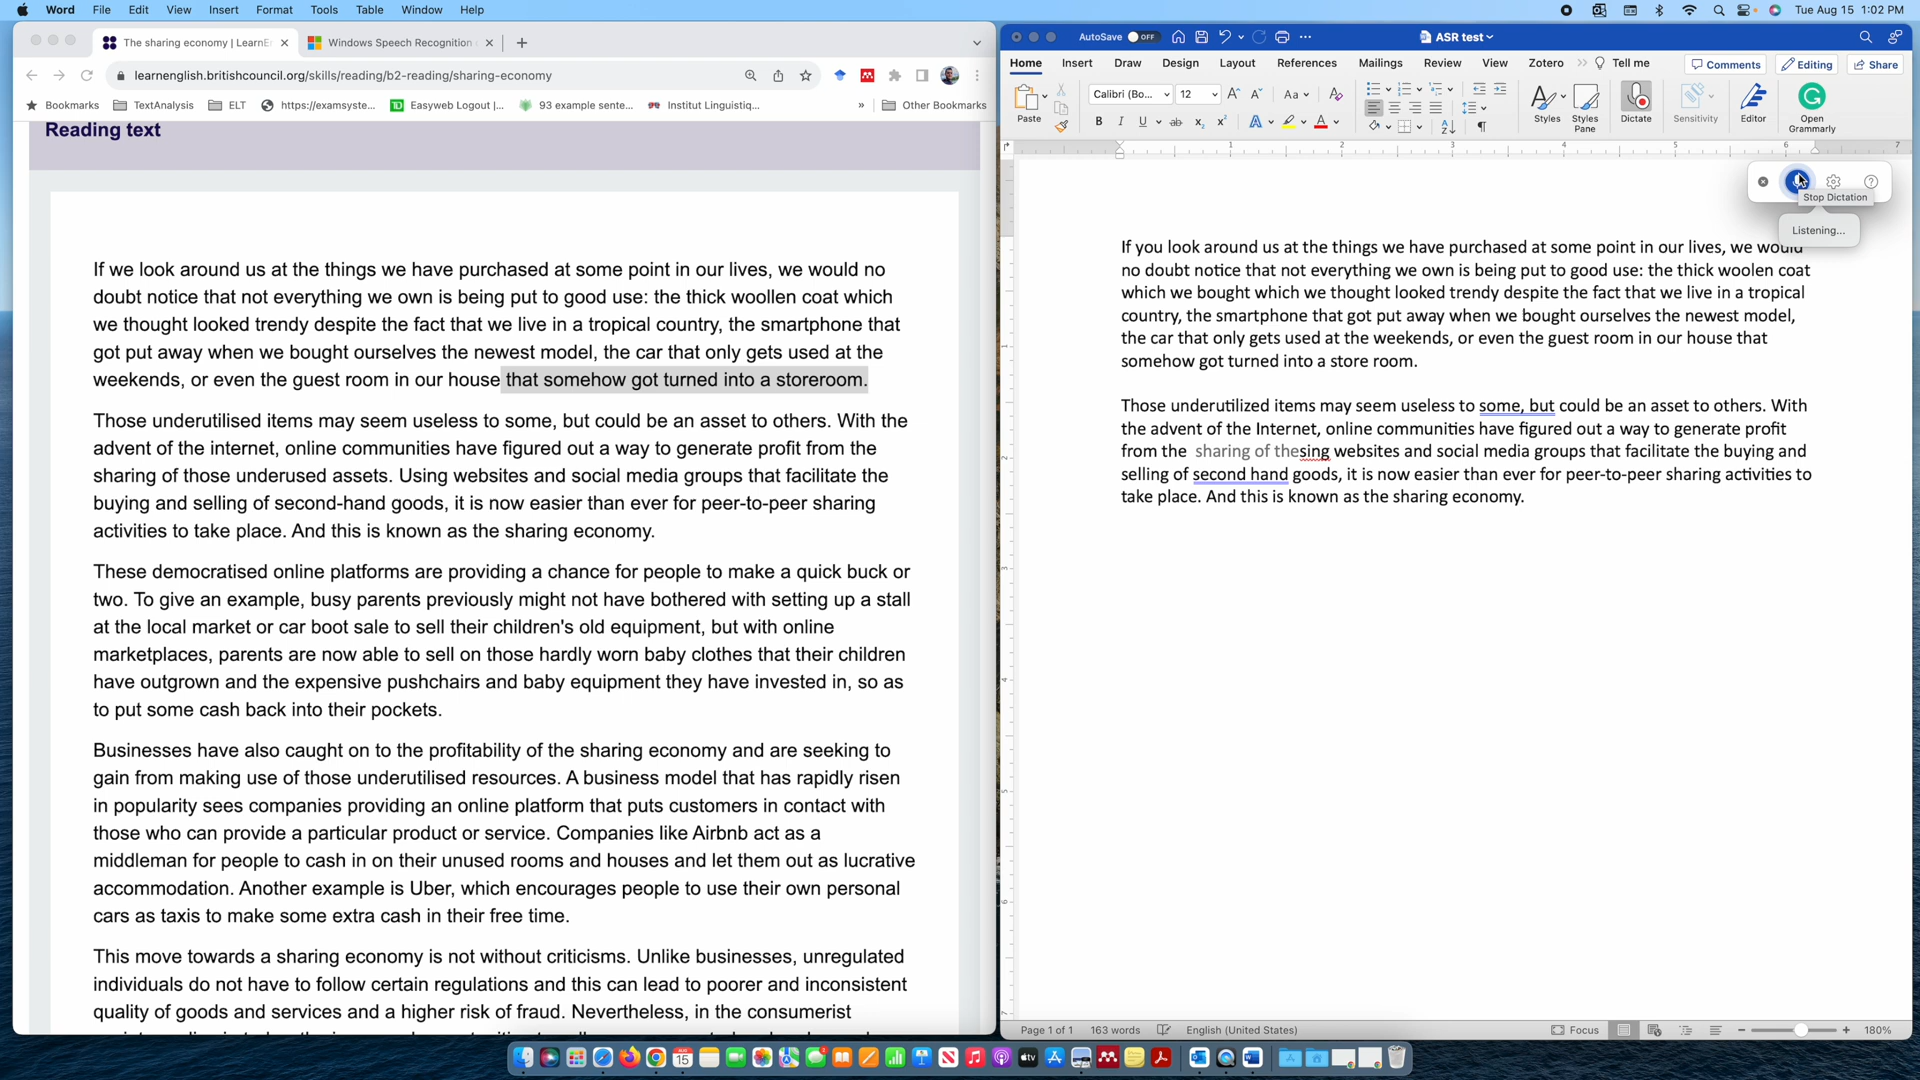 Word File Edit View Insert Format Tools Table Window Help
Tue Aug 15 1:02 PM
The sharing economy | LearnEn
Windows Speech Recognition
learnenglish.britishcouncil.org/skills/reading/b2-reading/sharing-economy
Bookmarks TextAnalysis ELT https://examsyste... Easyweb Logout |... 93 example sente... Institut Linguistiq... » Other Bookmarks
Reading text
If we look around us at the things we have purchased at some point in our lives, we would no
doubt notice that not everything we own is being put to good use: the thick woollen coat which
we thought looked trendy despite the fact that we live in a tropical country, the smartphone that
got put away when we bought ourselves the newest model, the car that only gets used at the
weekends, or even the guest room in our house that somehow got turned into a storeroom.
Those underutilised items may seem useless to some, but could be an asset to others. With the
advent of the internet, online communities have figured out a way to generate profit from the
sharing of those underused assets. Using websites and social media groups that facilitate the
buying and selling of second-hand goods, it is now easier than ever for peer-to-peer sharing
activities to take place. And this is known as the sharing economy.
These democratised online platforms are providing a chance for people to make a quick buck or
two. To give an example, busy parents previously might not have bothered with setting up a stall
at the local market or car boot sale to sell their children's old equipment, but with online
marketplaces, parents are now able to sell on those hardly worn baby clothes that their children
have outgrown and the expensive pushchairs and baby equipment they have invested in, so as
to put some cash back into their pockets.
Businesses have also caught on to the profitability of the sharing economy and are seeking to
gain from making use of those underutilised resources. A business model that has rapidly risen
in popularity sees companies providing an online platform that puts customers in contact with
those who can provide a particular product or service. Companies like Airbnb act as a
middleman for people to cash in on their unused rooms and houses and let them out as lucrative
accommodation. Another example is Uber, which encourages people to use their own personal
cars as taxis to make some extra cash in their free time.
This move towards a sharing economy is not without criticisms. Unlike businesses, unregulated
individuals do not have to follow certain regulations and this can lead to poorer and inconsistent
quality of goods and services and a higher risk of fraud. Nevertheless, in the consumerist
AutoSave OFF
ASR test
Home Insert Draw Design Layout References Mailings Review View Zotero » Tell me
Comments Editing Share
Calibri (Bo... 12
Paste
Styles Styles Pane Dictate Sensitivity Editor Open Grammarly
1 2 3 4 5 6 7
Stop Dictation
Listening...
If you look around us at the things we have purchased at some point in our lives, we would
no doubt notice that not everything we own is being put to good use: the thick woolen coat
which we bought which we thought looked trendy despite the fact that we live in a tropical
country, the smartphone that got put away when we bought ourselves the newest model,
the car that only gets used at the weekends, or even the guest room in our house that
somehow got turned into a store room.
Those underutilized items may seem useless to some, but could be an asset to others. With
the advent of the Internet, online communities have figured out a way to generate profit
from the sharing of thesing websites and social media groups that facilitate the buying and
selling of second hand goods, it is now easier than ever for peer-to-peer sharing activities to
take place. And this is known as the sharing economy.
Page 1 of 1 163 words English (United States) Focus 180%